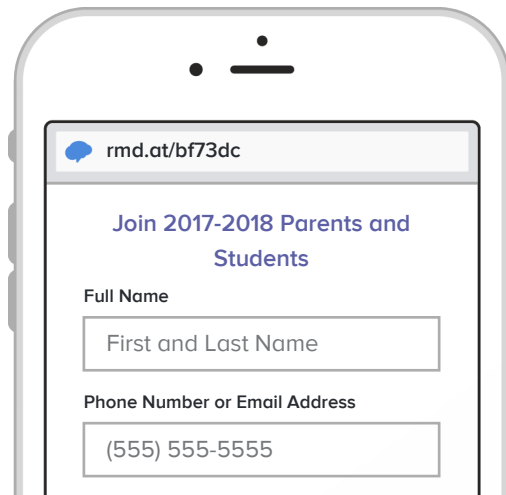 rmd.at/bf73dc
Join 2017-2018 Parents and
Students
Full Name
First and Last Name
Phone Number or Email Address
(555) 555-5555